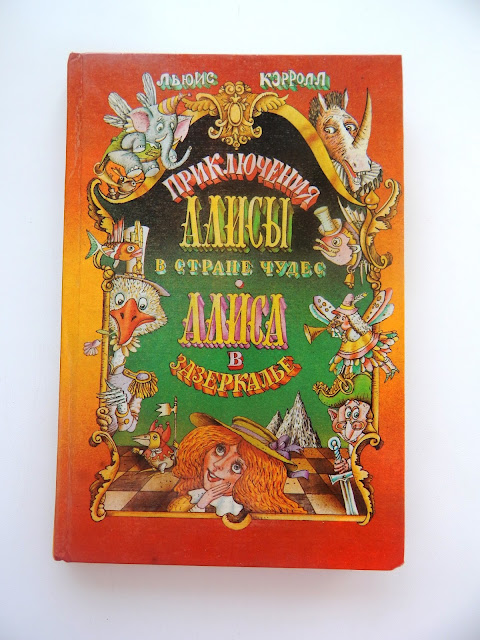 ЛЬЮИС КЭРРОЛЛ
ПРИКЛЮЧЕНИЯ
АЛИСЫ
В СТРАНЕ ЧУДЕС
•
АЛИСА
В
ЗАЗЕРКАЛЬЕ